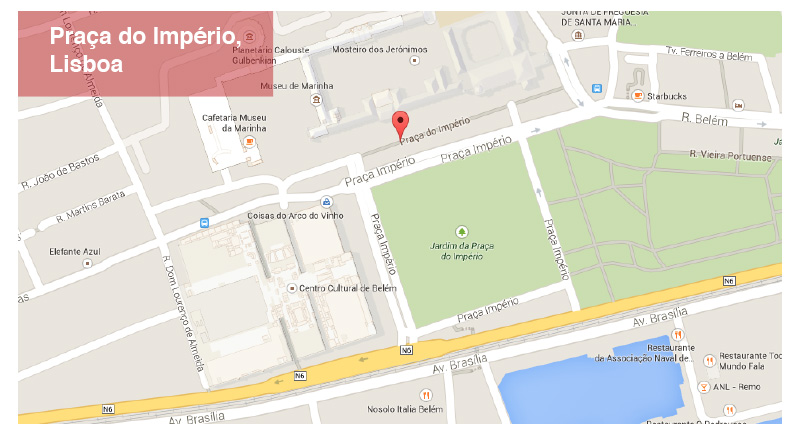 Praça do Império,
Lisboa
JUNTA DE FREGUESIA
DE SANTA MARIA...
Planetário Calouste
Gulbenkian
Mosteiro dos Jerónimos
Tv. Ferreiros a Belém
Museu de Marinha
Starbucks
Cafetaria Museu
da Marinha
Praça do Império
R. Belém
R. Dom Lourenço de Almeida
R. João de Bastos
Praça Império
Praça Império
R. Vieira Portuense
R. Martins Barata
Coisas do Arco do Vinho
Praça Império
Praça Império
Elefante Azul
Jardim da Praça
do Império
R. Dom Lourenço de Almeida
Centro Cultural de Belém
N6
as
Praça Império
Av. Brasília
N6
Av. Brasília
Restaurante
da Associação Naval de...
Restaurante Toc
Mundo Fala
N6
ANL - Remo
N6
Nosolo Italia Belém
Av. Brasília